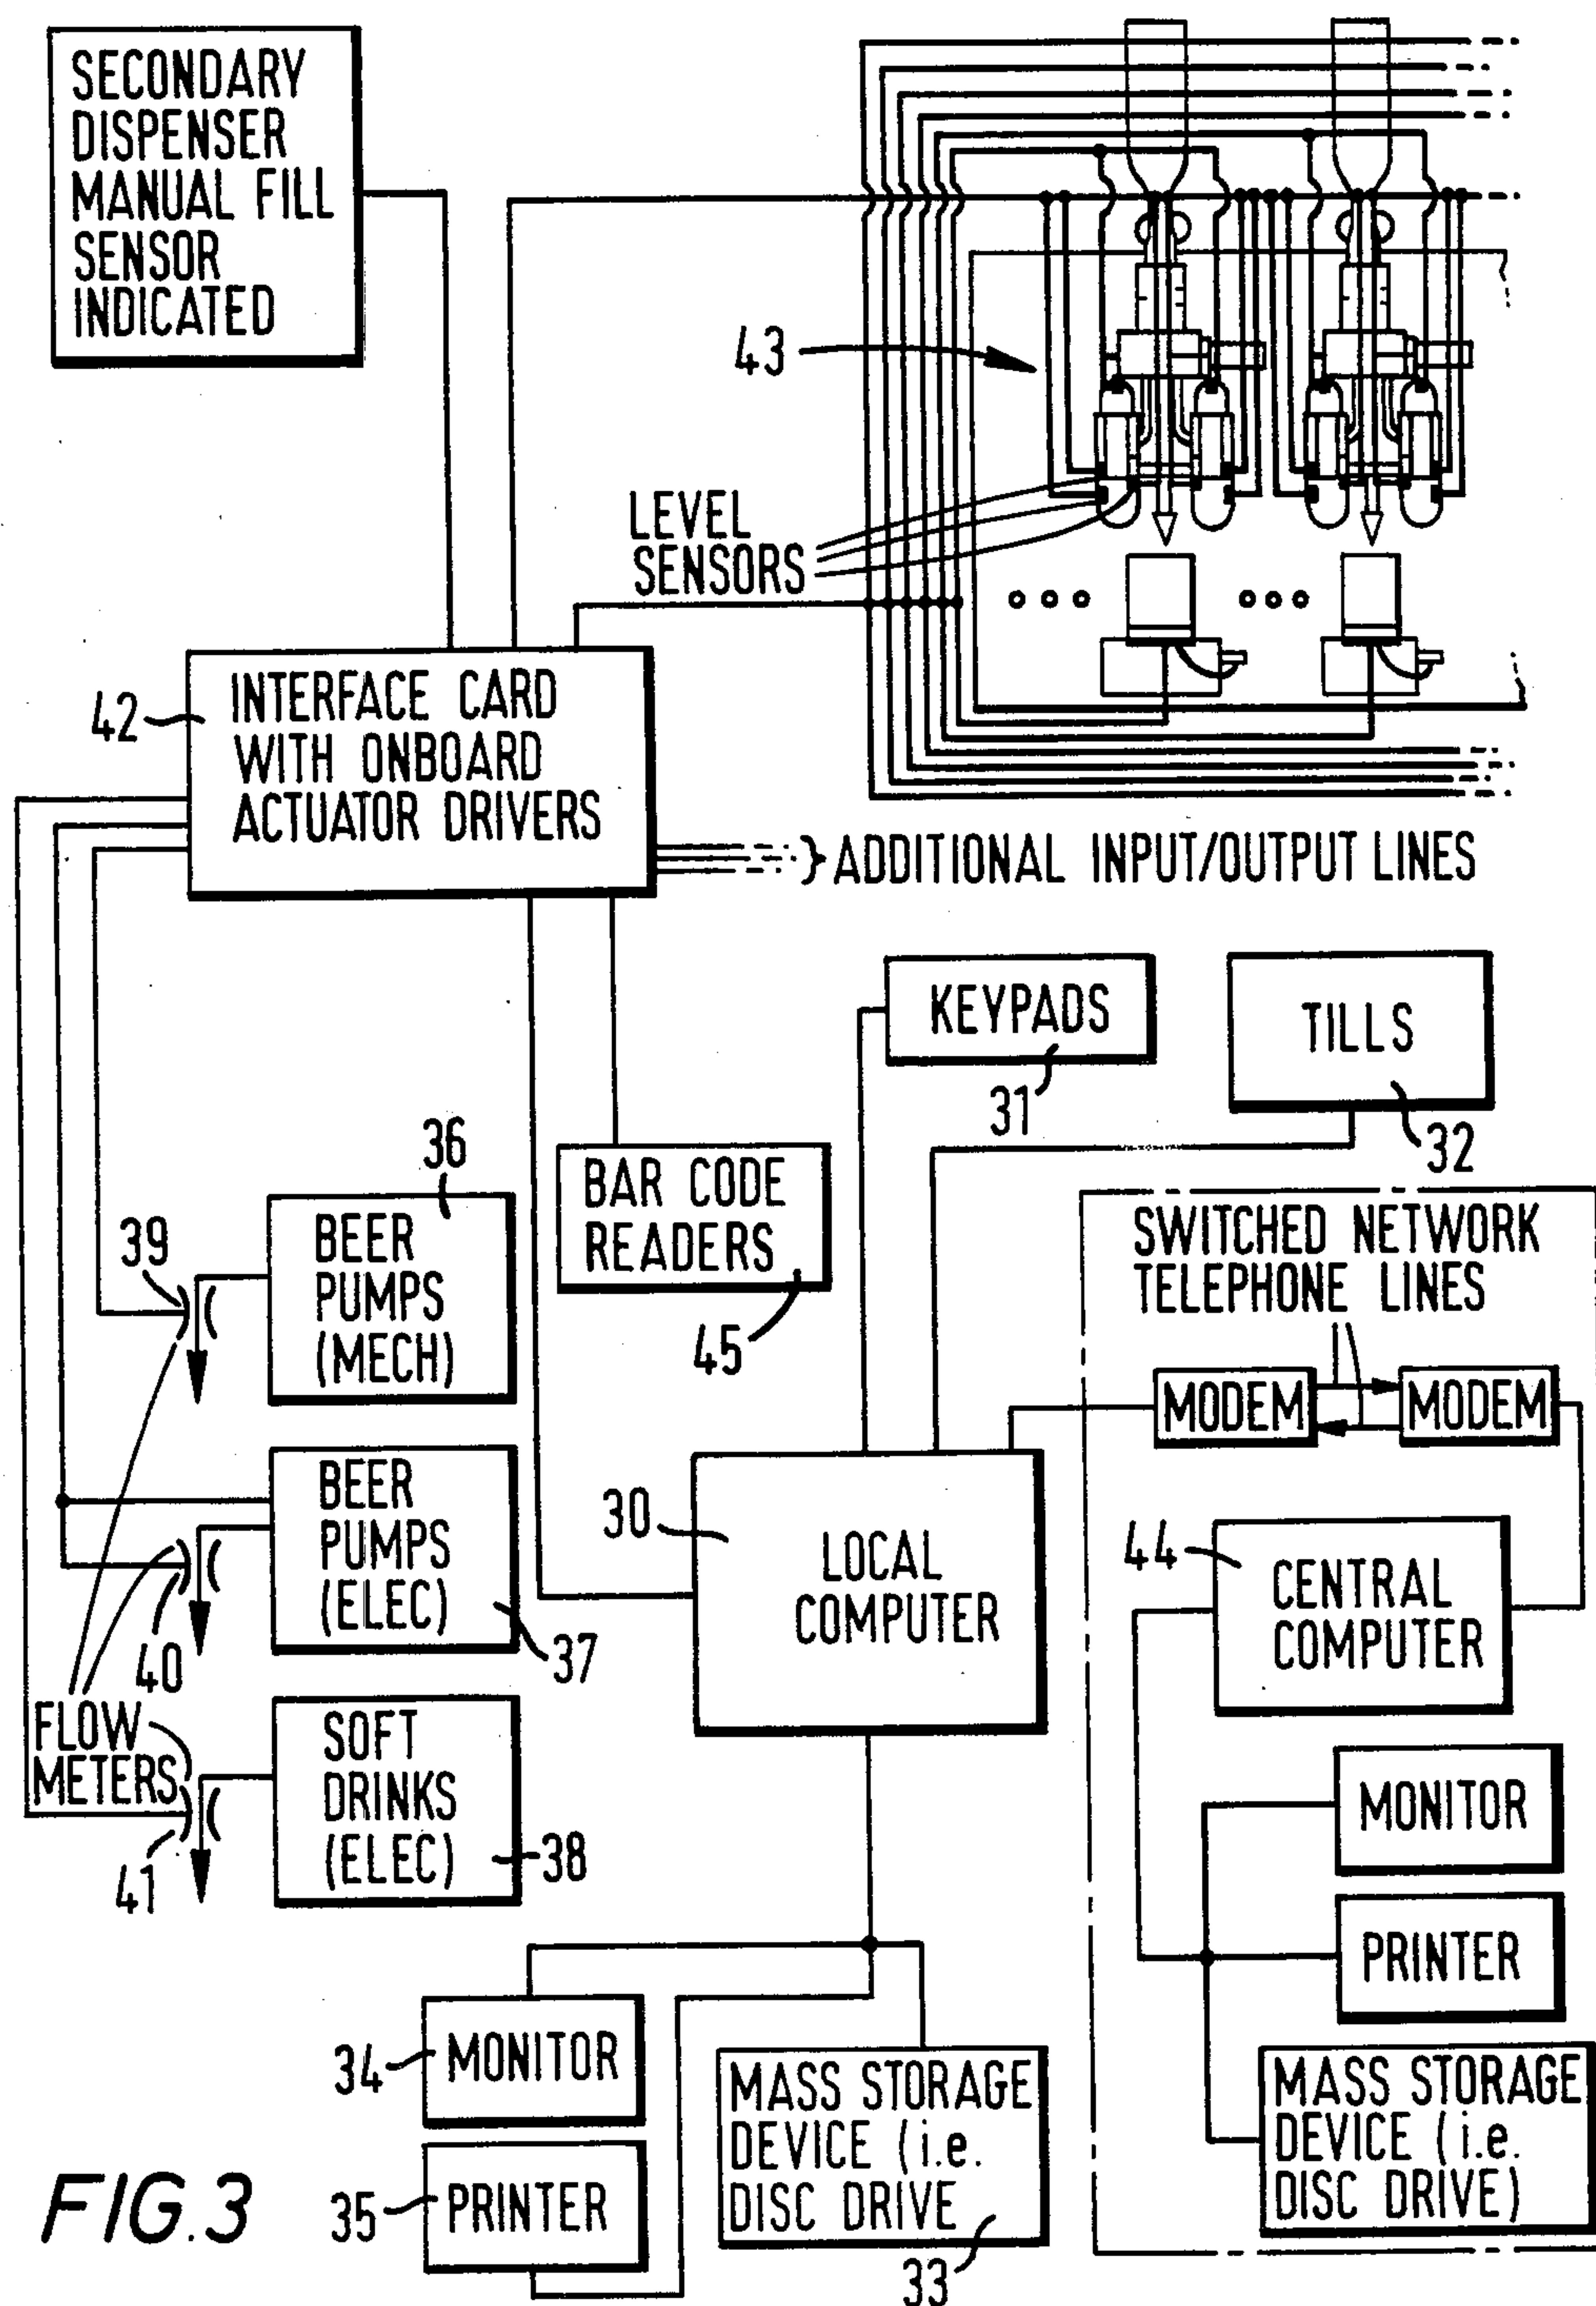 SECONDARY
DISPENSER
MANUAL FILL
SENSOR
INDICATED
43
LEVEL
SENSORS
42
INTERFACE CARD
WITH ONBOARD
ACTUATOR DRIVERS
ADDITIONAL INPUT/OUTPUT LINES
KEYPADS
31
TILLS
32
36
BEER
PUMPS
(MECH)
39
BAR CODE
READERS
45
SWITCHED NETWORK
TELEPHONE LINES
MODEM
MODEM
BEER
PUMPS
(ELEC)
37
40
30
LOCAL
COMPUTER
44
CENTRAL
COMPUTER
FLOW
METERS
SOFT
DRINKS
(ELEC)
38
41
MONITOR
PRINTER
34
MONITOR
MASS STORAGE
DEVICE (i.e.
DISC DRIVE
33
MASS STORAGE
DEVICE (i.e.
DISC DRIVE)
35
PRINTER
FIG.3